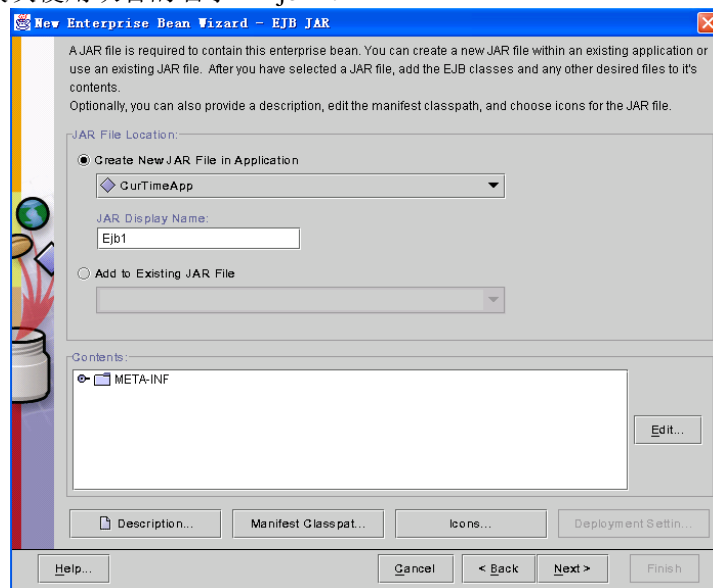 New Enterprise Bean Wizard - EJB JAR
A JAR file is required to contain this enterprise bean. You can create a new JAR file within an existing application or
use an existing JAR file. After you have selected a JAR file, add the EJB classes and any other desired files to it's
contents.
Optionally, you can also provide a description, edit the manifest classpath, and choose icons for the JAR file.
JAR File Location:
Create New JAR File in Application
CurTimeApp
JAR Display Name:
Ejb1
Add to Existing JAR File
Contents:
META-INF
Edit...
Description...
Manifest Classpat...
Icons...
Deployment Settin...
Help...
Cancel
< Back
Next >
Finish